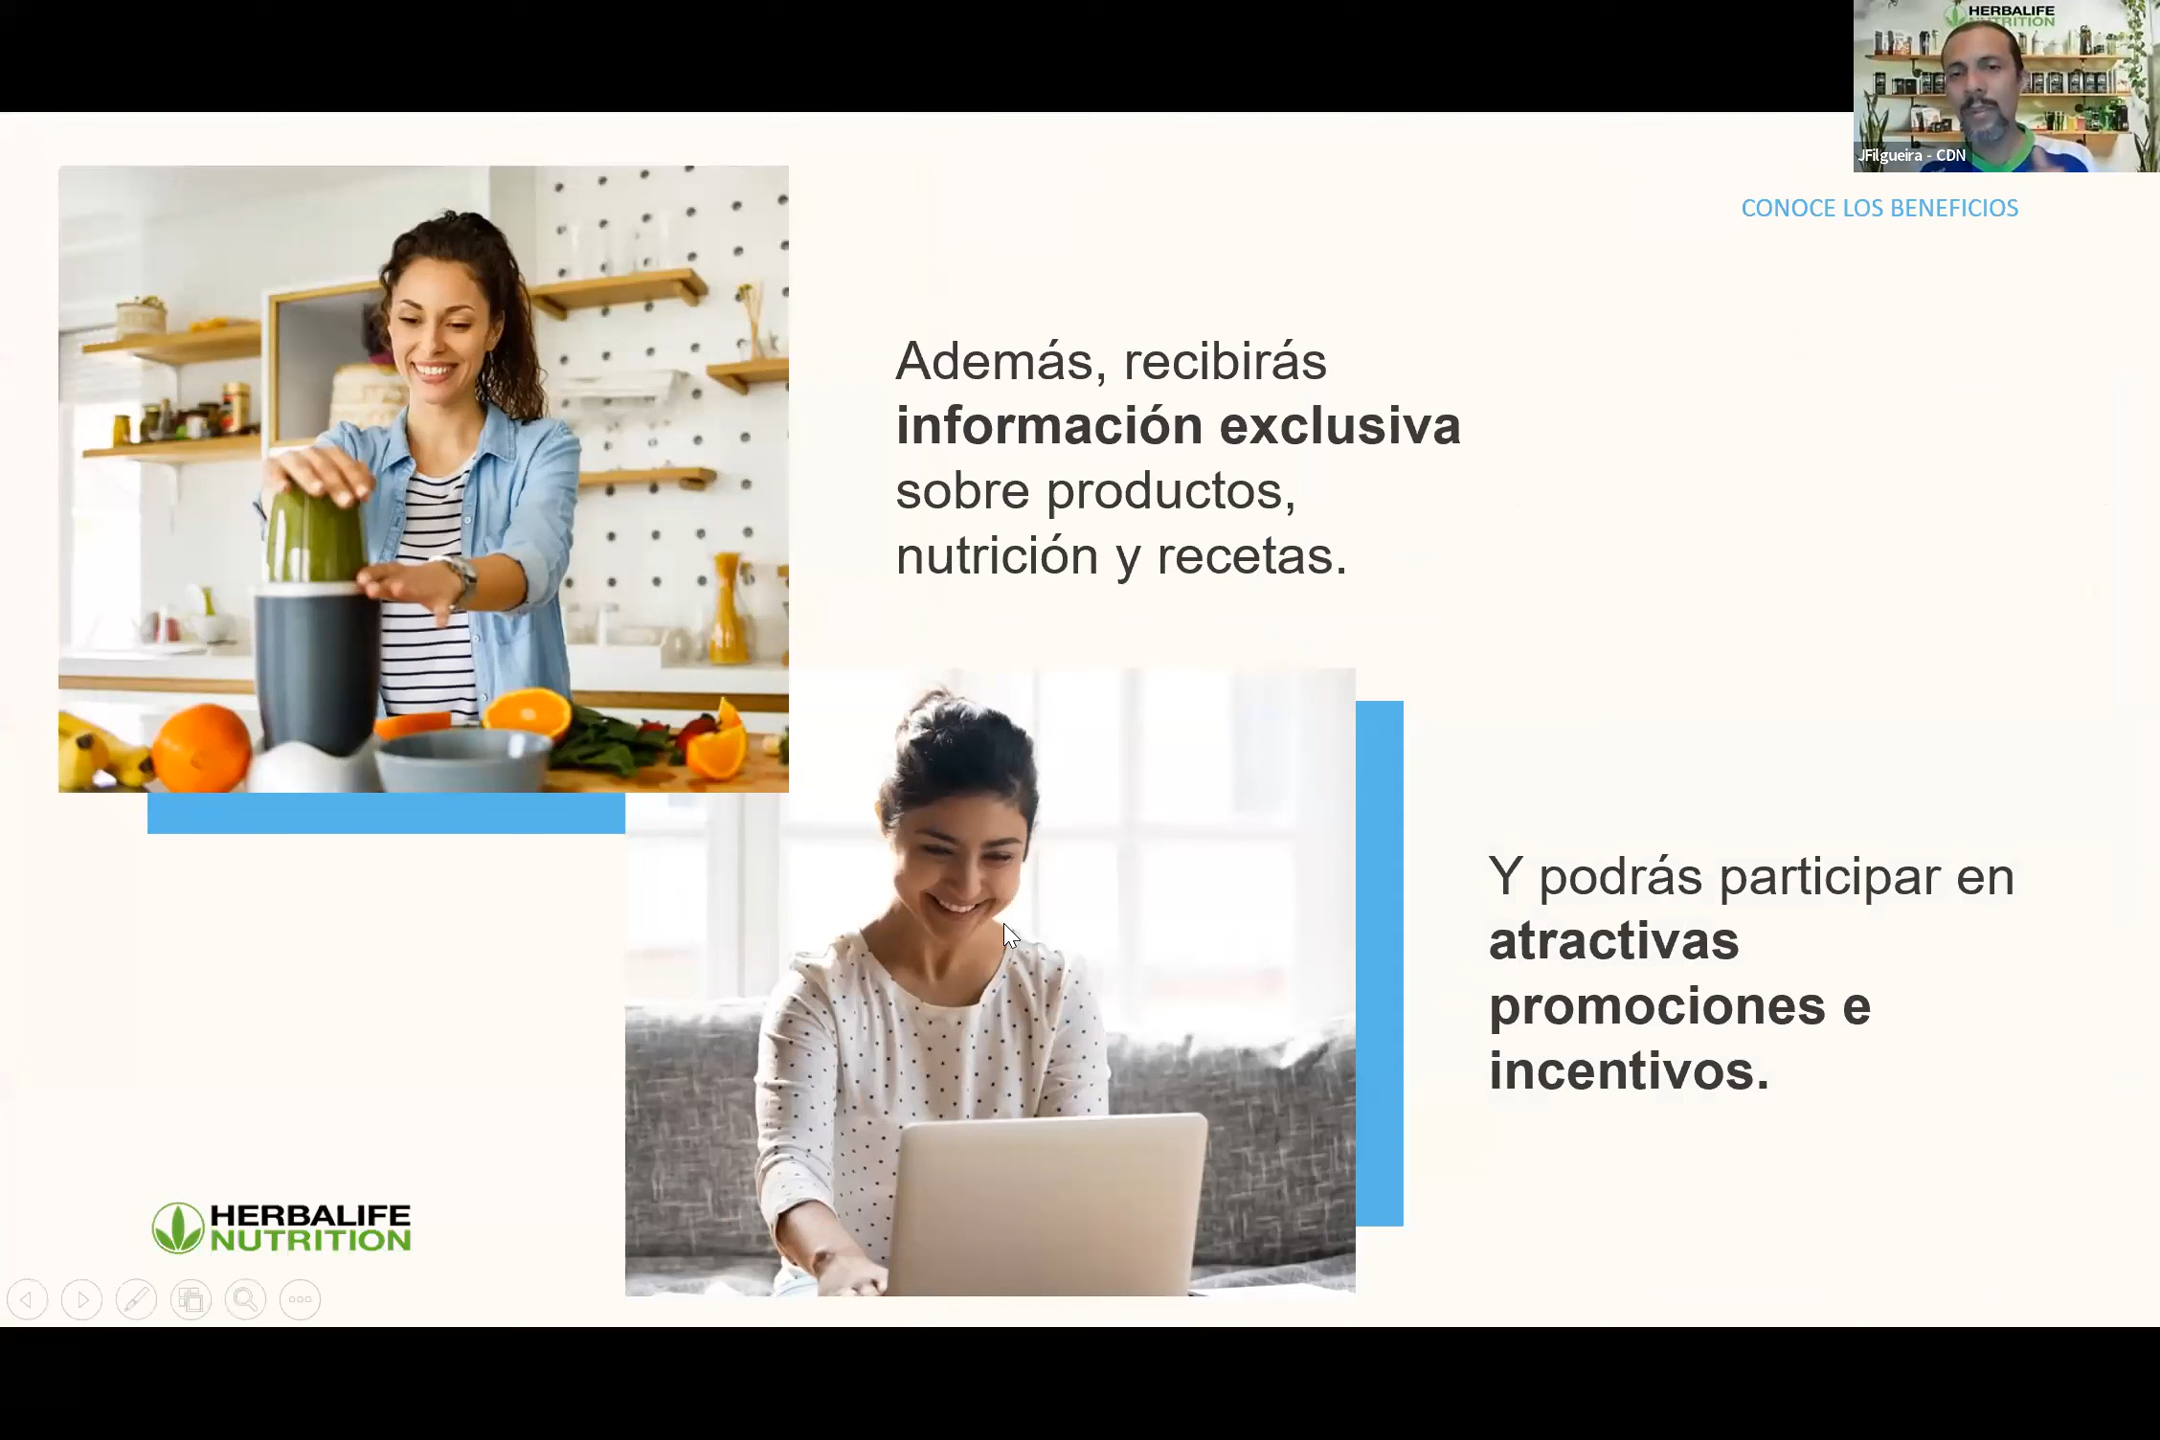 HERBALIFE
NUTRITION
JFilgueira - CDN
CONOCE LOS BENEFICIOS
Además, recibirás
información exclusiva
sobre productos,
nutrición y recetas.
Y podrás participar en
atractivas
promociones e
incentivos.
HERBALIFE
NUTRITION